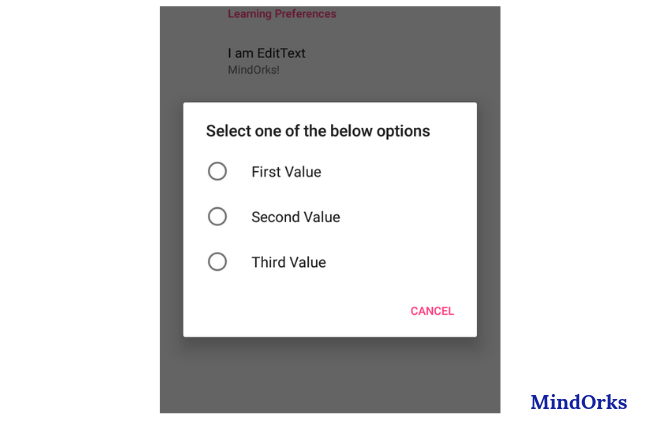 Learning Preferences
I am EditText
MindOrks!
Select one of the below options
First Value
Second Value
Third Value
CANCEL
MindOrks